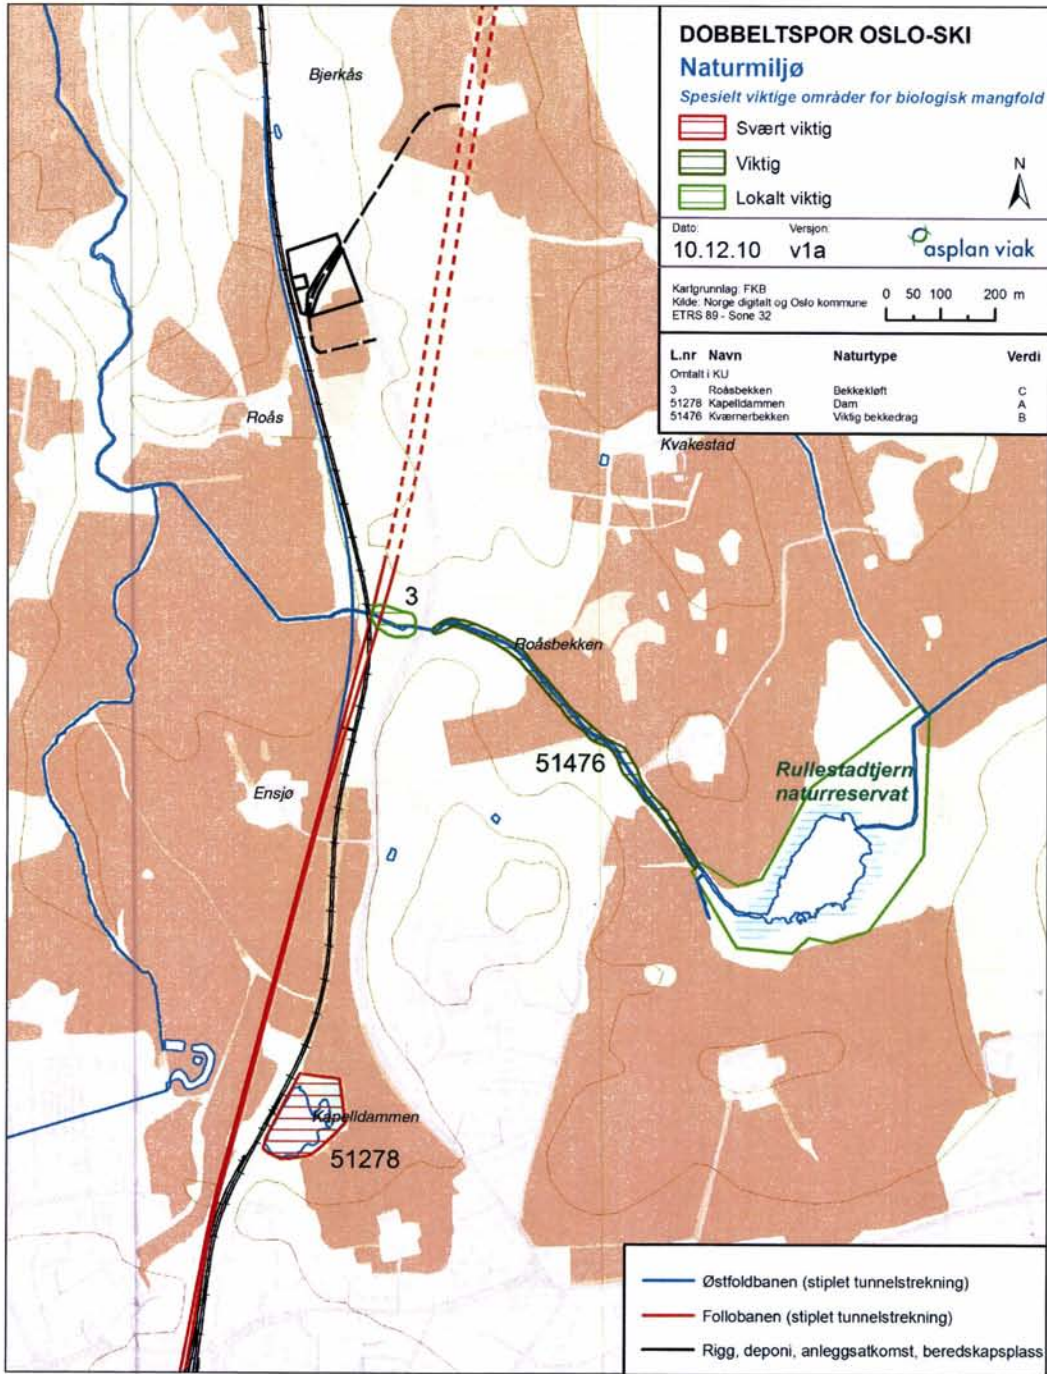 DOBBELTSPOR OSLO-SKI
Naturmiljø
Spesielt viktige områder for biologisk mangfold
Svært viktig
Viktig
Lokalt viktig
N
Dato: Versjon:
10.12.10 v1a asplan viak
Kartgrunnlag: FKB
Kilde: Norge digitalt og Oslo kommune
ETRS 89 - Sone 32
0 50 100 200 m
L.nr Navn Naturtype Verdi
Omtalt i KU
3 Roåsbekken Bekkekløft C
51278 Kapelldammen Dam A
51476 Kværnerbekken Viktig bekkedrag B
Bjerkås
Roås
Kvakestad
3
Roåsbekken
51476
Rullestadtjern
naturreservat
Ensjø
Kapelldammen
51278
Østfoldbanen (stiplet tunnelstrekning)
Follobanen (stiplet tunnelstrekning)
Rigg, deponi, anleggsatkomst, beredskapsplass